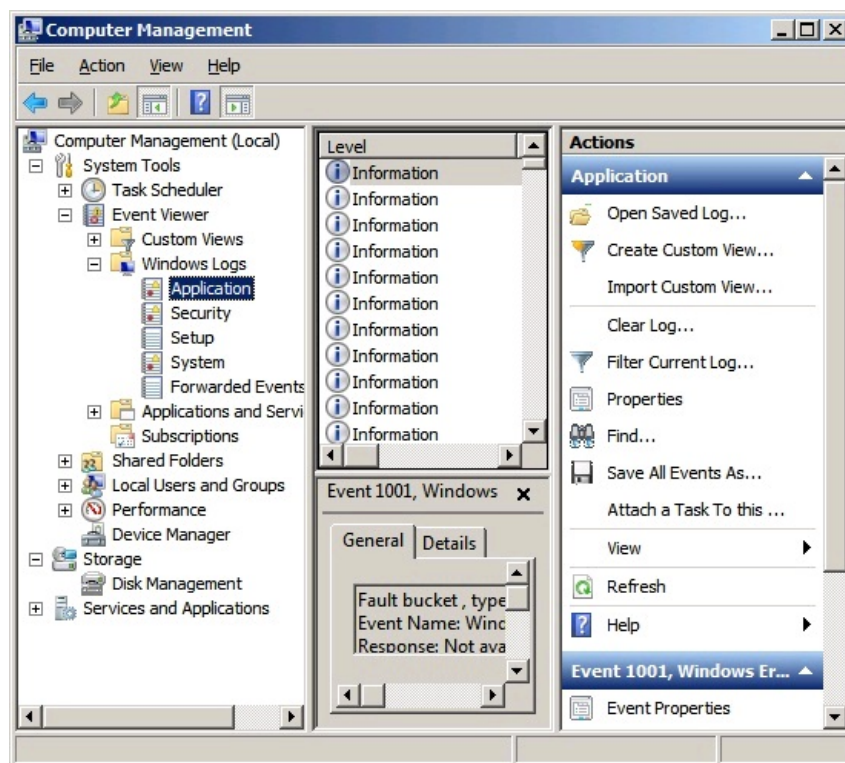 Computer Management
File Action View Help
Computer Management (Local)
System Tools
Task Scheduler
Event Viewer
Custom Views
Windows Logs
Application
Security
Setup
System
Forwarded Events
Applications and Servi
Subscriptions
Shared Folders
Local Users and Groups
Performance
Device Manager
Storage
Disk Management
Services and Applications
Level
Information
Information
Information
Information
Information
Information
Information
Information
Information
Information
Information
Event 1001, Windows
General Details
Fault bucket , type
Event Name: Wind
Response: Not ava
Actions
Application
Open Saved Log...
Create Custom View...
Import Custom View...
Clear Log...
Filter Current Log...
Properties
Find...
Save All Events As...
Attach a Task To this ...
View
Refresh
Help
Event 1001, Windows Er...
Event Properties